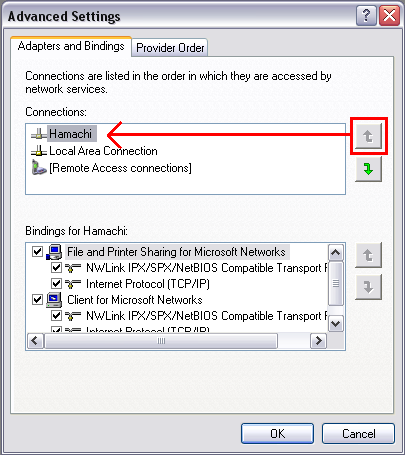 Advanced Settings
Adapters and Bindings
Provider Order
Connections are listed in the order in which they are accessed by
network services.
Connections:
Hamachi
Local Area Connection
[Remote Access connections]
Bindings for Hamachi:
File and Printer Sharing for Microsoft Networks
NWLink IPX/SPX/NetBIOS Compatible Transport
Internet Protocol (TCP/IP)
Client for Microsoft Networks
NWLink IPX/SPX/NetBIOS Compatible Transport
Internet Protocol (TCP/IP)
OK
Cancel